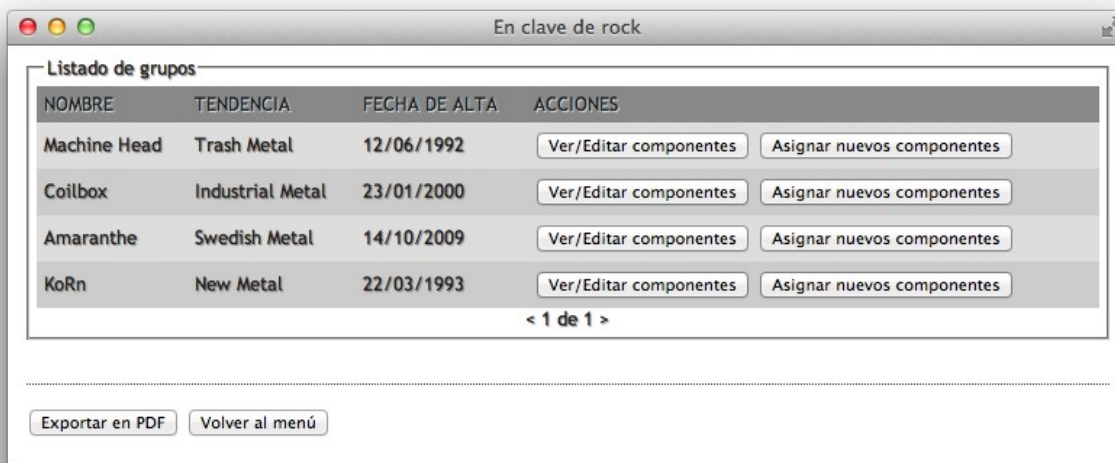 En clave de rock
Listado de grupos
NOMBRE TENDENCIA FECHA DE ALTA ACCIONES
Machine Head Trash Metal 12/06/1992 Ver/Editar componentes Asignar nuevos componentes
Coilbox Industrial Metal 23/01/2000 Ver/Editar componentes Asignar nuevos componentes
Amaranthe Swedish Metal 14/10/2009 Ver/Editar componentes Asignar nuevos componentes
KoRn New Metal 22/03/1993 Ver/Editar componentes Asignar nuevos componentes
< 1 de 1 >
Exportar en PDF Volver al menú